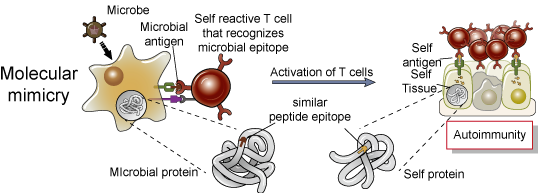 Microbe
Microbial
antigen
Self reactive T cell
that recognizes
microbial epitope
Molecular
mimicry
Activation of T cells
Self
antigen
Self
Tissue
similar
peptide epitope
Autoimmunity
MIcrobial protein
Self protein